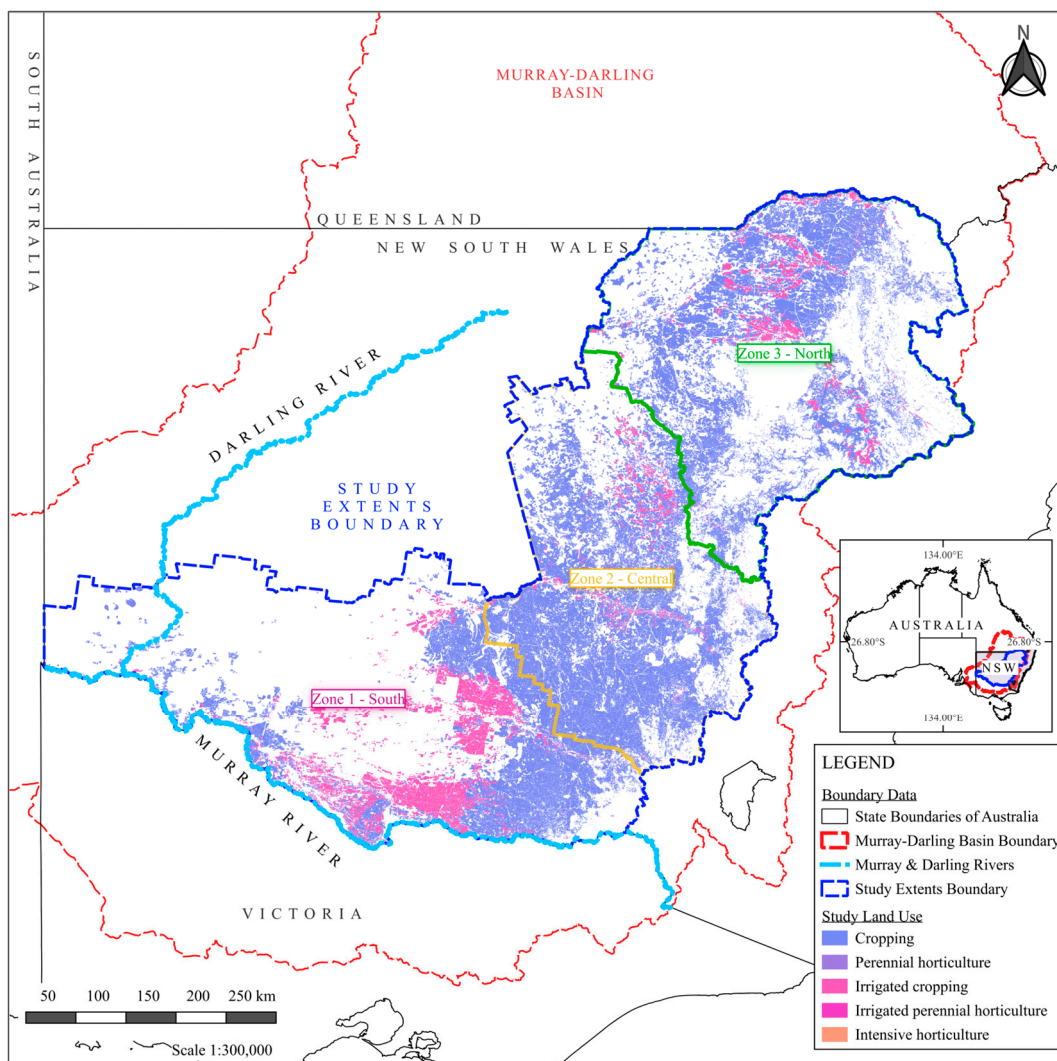 N
SOUTH AUSTRALIA
MURRAY-DARLING
BASIN
QUEENSLAND
NEW SOUTH WALES
Zone 3 - North
DARLING RIVER
STUDY
EXTENTS
BOUNDARY
Zone 2 - Central
134.00°E
AUSTRALIA
26.80°S
26.80°S
NSW
134.00°E
Zone 1 - South
MURRAY RIVER
VICTORIA
LEGEND
Boundary Data
State Boundaries of Australia
Murray-Darling Basin Boundary
Murray & Darling Rivers
Study Extents Boundary
Study Land Use
Cropping
Perennial horticulture
Irrigated cropping
Irrigated perennial horticulture
Intensive horticulture
50 100 150 200 250 km
Scale 1:300,000